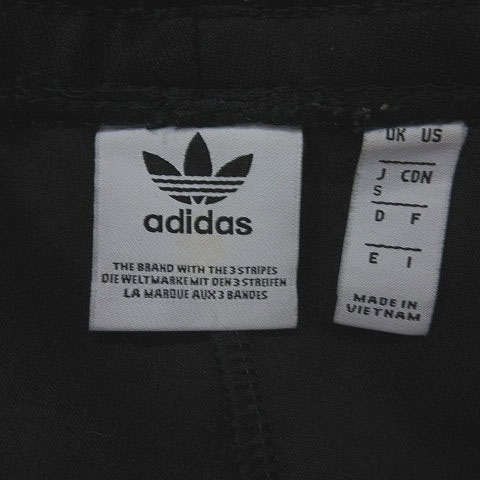 adidas
THE BRAND WITH THE 3 STRIPES
DIE WELTMARKE MIT DEN 3 STREIFEN
LA MARQUE AUX 3 BANDES
UK US
J CDN
S
D F
E I
MADE IN
VIETNAM